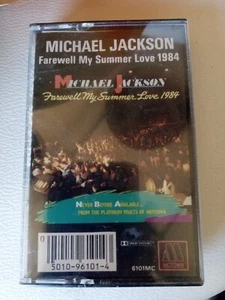 MICHAEL JACKSON
Farewell My Summer Love 1984
MICHAEL JACKSON
Farewell My Summer Love 1984
NEVER BEFORE AVAILABLE...
FROM THE PLATINUM VAULTS OF MOTOWN
0
5010-96101-4
6101MC
M